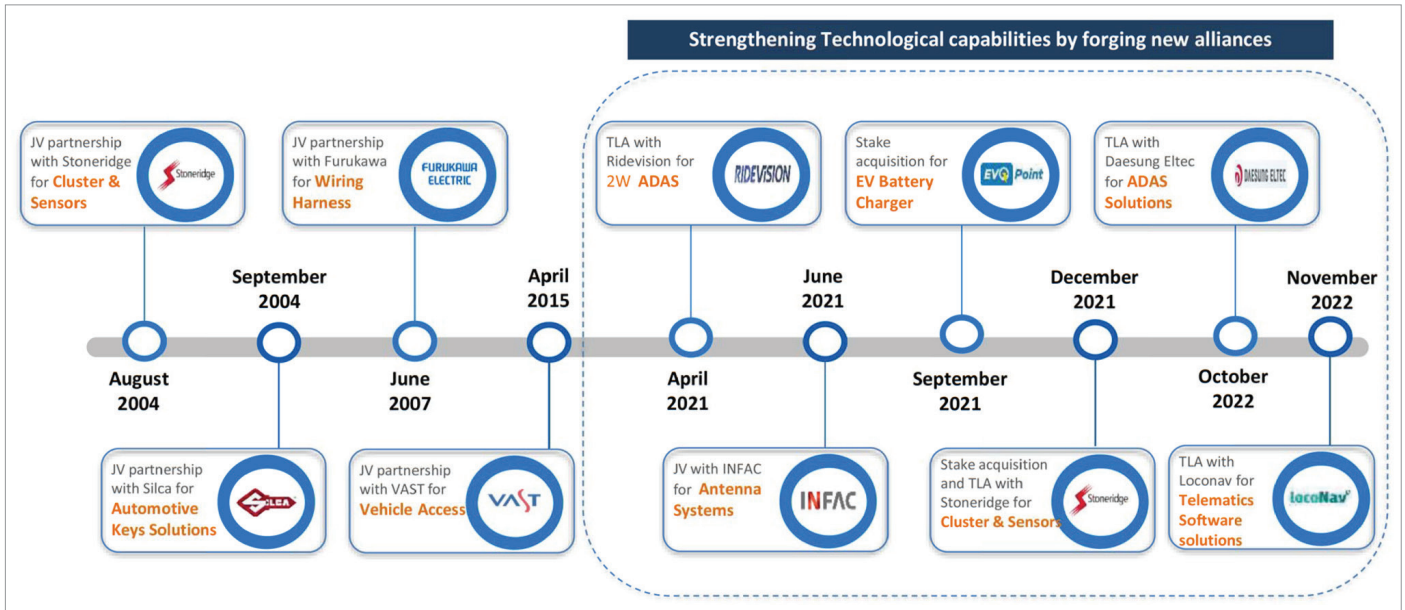 Strengthening Technological capabilities by forging new alliances
JV partnership
with Stoneridge
for Cluster &
Sensors
Stoneridge
JV partnership
with Furukawa
for Wiring
Harness
FURUKAWA
ELECTRIC
TLA with
Ridevision for
2W ADAS
RIDEVISION
Stake
acquisition for
EV Battery
Charger
EVQ Point
TLA with
Daesung Eltec
for ADAS
Solutions
DAESUNG ELTEC
September
2004
April
2015
June
2021
December
2021
November
2022
August
2004
June
2007
April
2021
September
2021
October
2022
JV partnership
with Silca for
Automotive
Keys Solutions
SILCA
JV partnership
with VAST for
Vehicle Access
VAST
JV with INFAC
for Antenna
Systems
INFAC
Stake acquisition
and TLA with
Stoneridge for
Cluster & Sensors
Stoneridge
TLA with
Loconav for
Telematics
Software
solutions
LocoNav